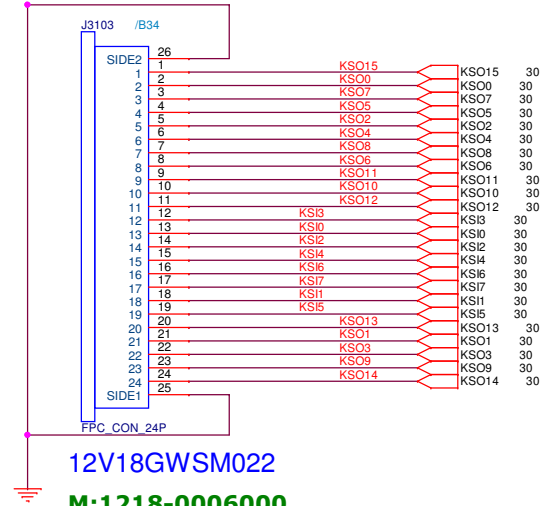 J3103 /B34
SIDE2 26
1 1 KSO15 KSO15 30
2 2 KSO0 KSO0 30
3 3 KSO7 KSO7 30
4 4 KSO5 KSO5 30
5 5 KSO2 KSO2 30
6 6 KSO4 KSO4 30
7 7 KSO8 KSO8 30
8 8 KSO6 KSO6 30
9 9 KSO11 KSO11 30
10 10 KSO10 KSO10 30
11 11 KSO12 KSO12 30
12 12 KSI3 KSI3 30
13 13 KSI0 KSI0 30
14 14 KSI2 KSI2 30
15 15 KSI4 KSI4 30
16 16 KSI6 KSI6 30
17 17 KSI7 KSI7 30
18 18 KSI1 KSI1 30
19 19 KSI5 KSI5 30
20 20 KSO13 KSO13 30
21 21 KSO1 KSO1 30
22 22 KSO3 KSO3 30
23 23 KSO9 KSO9 30
24 24 KSO14 KSO14 30
SIDE1 25
FPC_CON_24P
12V18GWSM022
M:1218-0006000